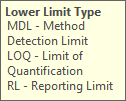 Lower Limit Type
MDL - Method
Detection Limit
LOQ - Limit of
Quantification
RL - Reporting Limit